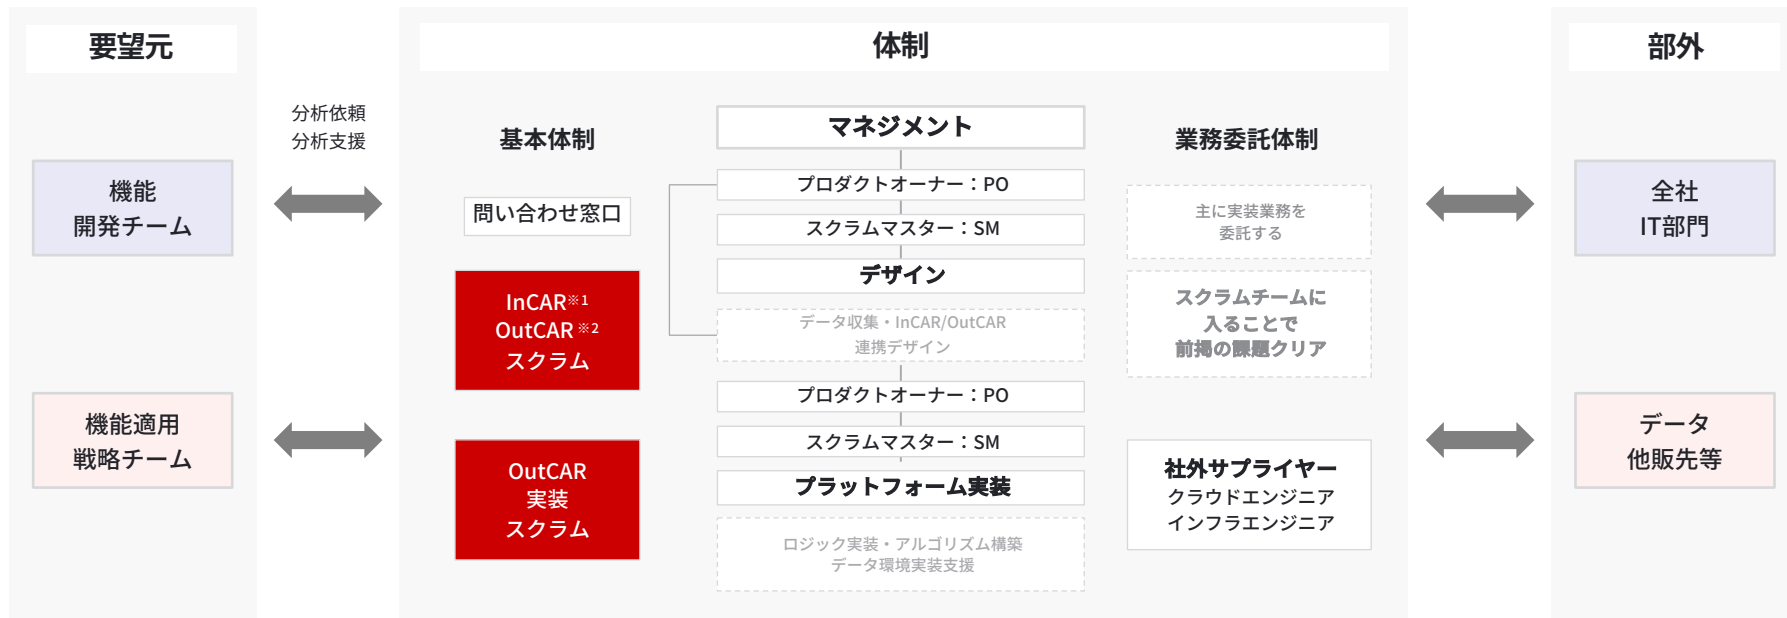 要望元
機能
開発チーム
機能適用
戦略チーム
分析依頼
分析支援
体制
基本体制
問い合わせ窓口
InCAR※1
OutCAR※2
スクラム
OutCAR
実装
スクラム
マネジメント
プロダクトオーナー：PO
スクラムマスター：SM
デザイン
データ収集・InCAR/OutCAR
連携デザイン
プロダクトオーナー：PO
スクラムマスター：SM
プラットフォーム実装
ロジック実装・アルゴリズム構築
データ環境実装支援
業務委託体制
主に実装業務を
委託する
スクラムチームに
入ることで
前掲の課題クリア
社外サプライヤー
クラウドエンジニア
インフラエンジニア
部外
全社
IT部門
データ
他販先等